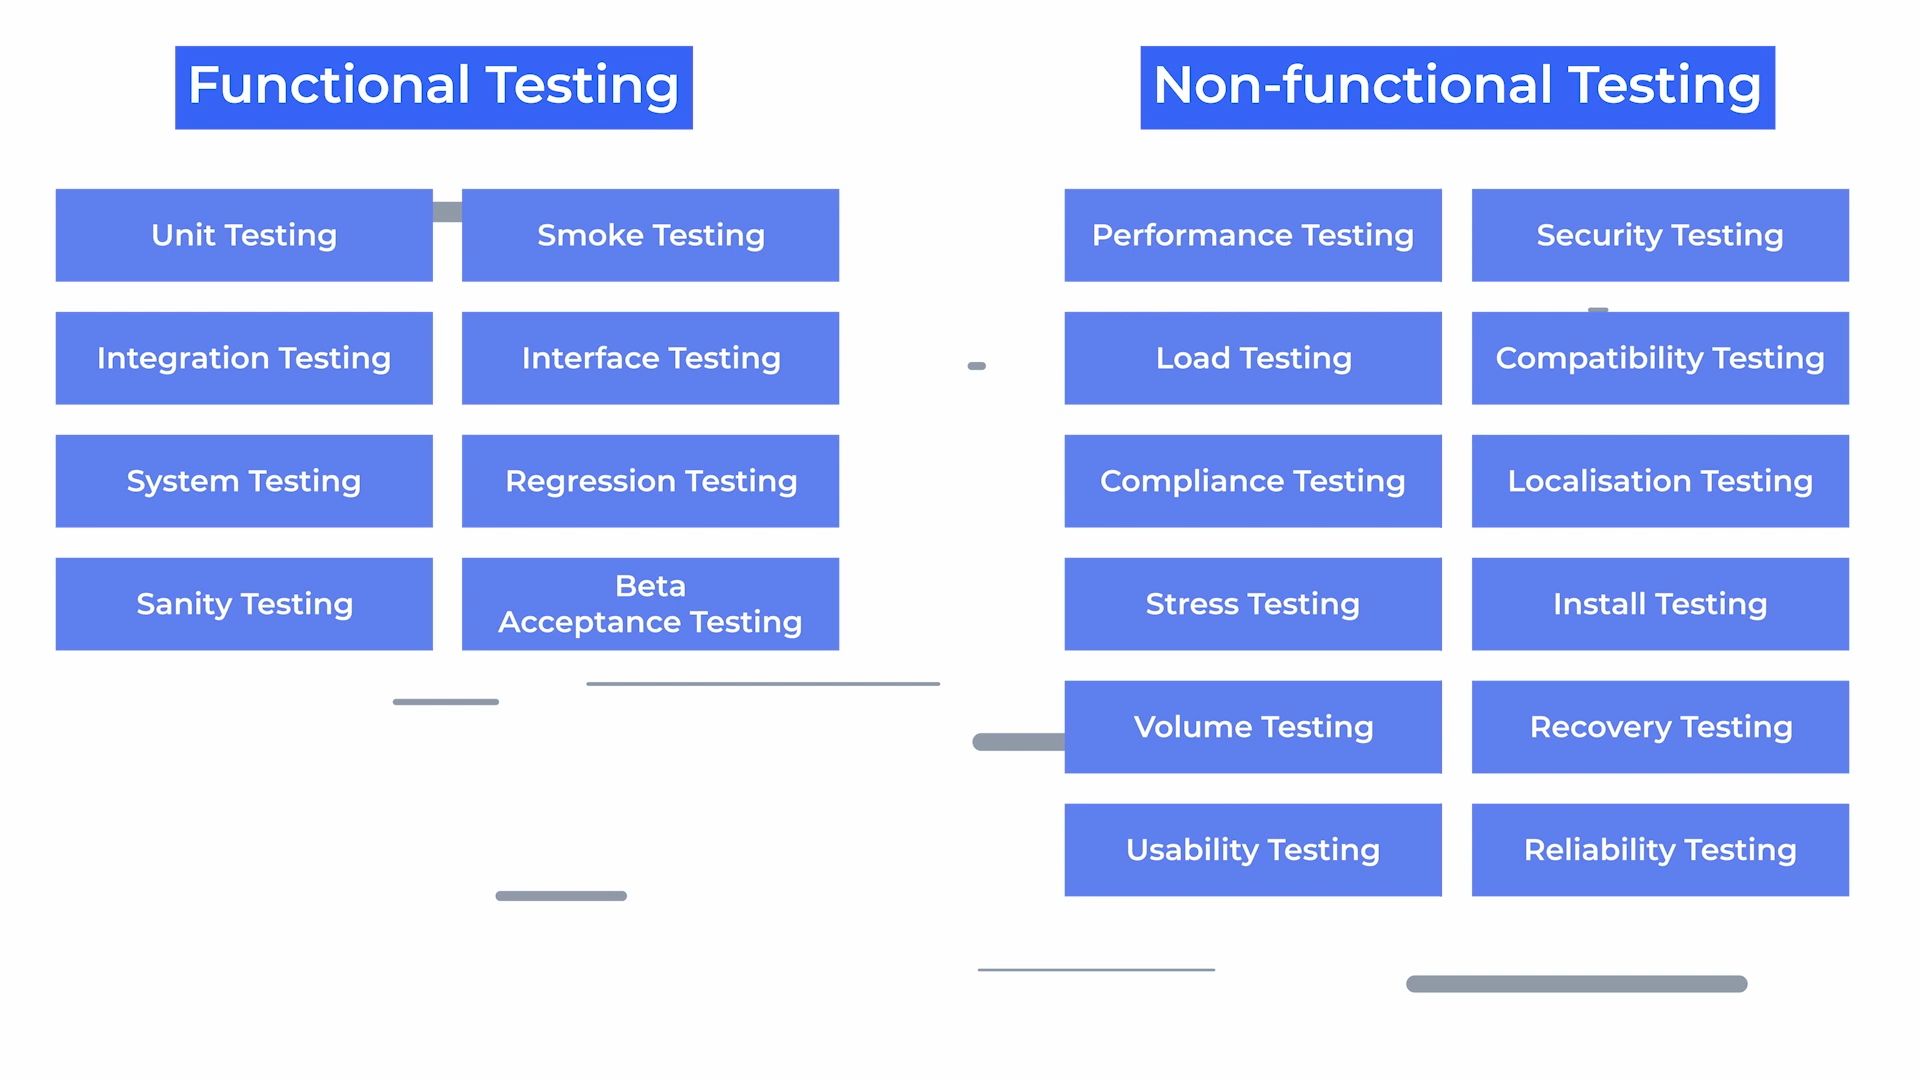 Functional Testing
Unit Testing
Smoke Testing
Integration Testing
Interface Testing
System Testing
Regression Testing
Sanity Testing
Beta
Acceptance Testing
Non-functional Testing
Performance Testing
Security Testing
Load Testing
Compatibility Testing
Compliance Testing
Localisation Testing
Stress Testing
Install Testing
Volume Testing
Recovery Testing
Usability Testing
Reliability Testing